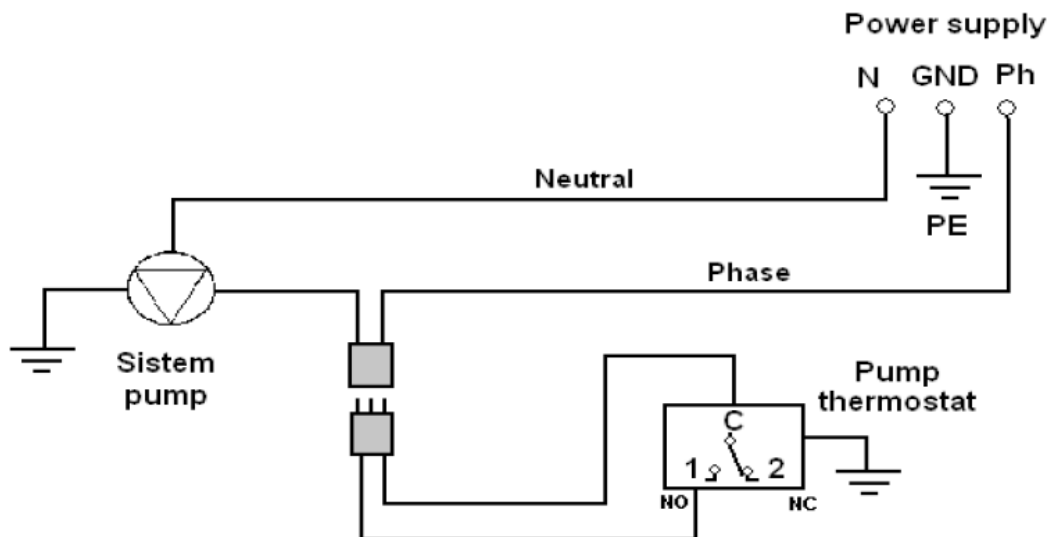 Power supply
N GND Ph
Neutral
PE
Phase
Sistem
pump
Pump
thermostat
C
1 2
NO NC